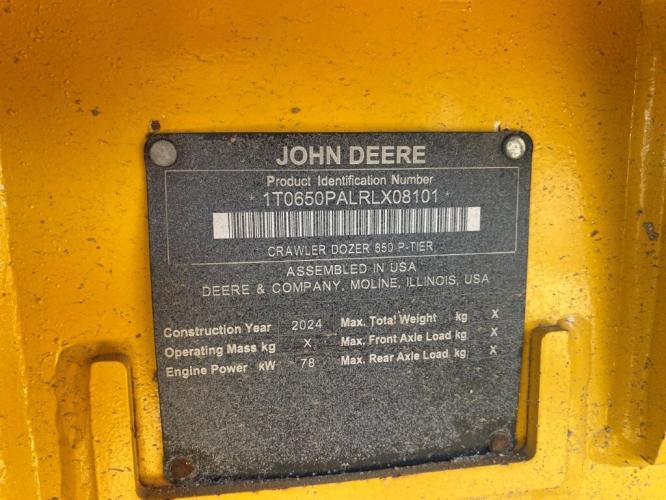 JOHN DEERE
Product Identification Number
* 1T0650PALRLX08101 *
CRAWLER DOZER 650 P-TIER
ASSEMBLED IN USA
DEERE & COMPANY, MOLINE, ILLINOIS, USA
Construction Year 2024 Max. Total Weight kg X
Operating Mass kg X Max. Front Axle Load kg X
Engine Power kW 78 Max. Rear Axle Load kg X